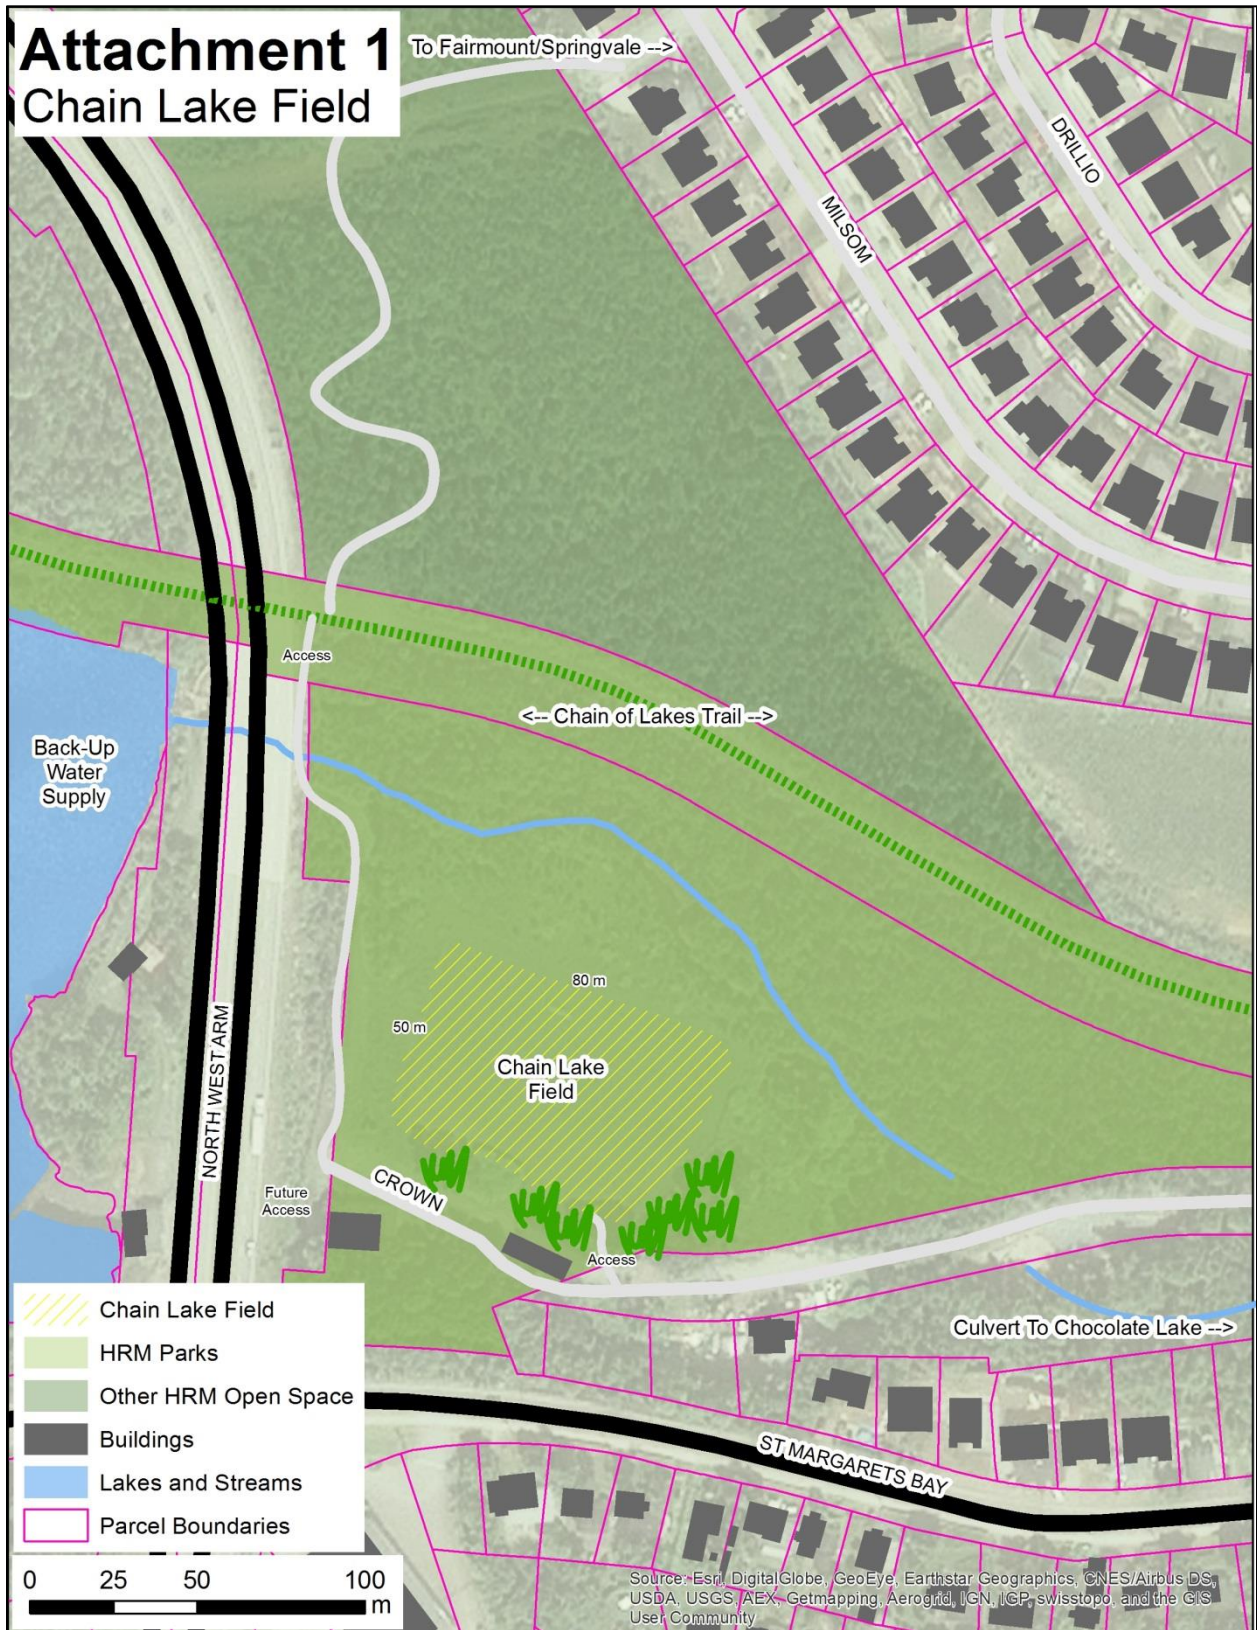 Attachment 1
Chain Lake Field
To Fairmount/Springvale -->
DRILLIO
MILSOM
Access
<-- Chain of Lakes Trail -->
Back-Up
Water
Supply
80 m
50 m
Chain Lake
Field
NORTH WEST ARM
CROWN
Future
Access
Access
Culvert To Chocolate Lake -->
ST MARGARETS BAY
Chain Lake Field
HRM Parks
Other HRM Open Space
Buildings
Lakes and Streams
Parcel Boundaries
0 25 50 100
m
Source: Esri, DigitalGlobe, GeoEye, Earthstar Geographics, CNES/Airbus DS,
USDA, USGS, AEX, Getmapping, Aerogrid, IGN, IGP, swisstopo, and the GIS
User Community